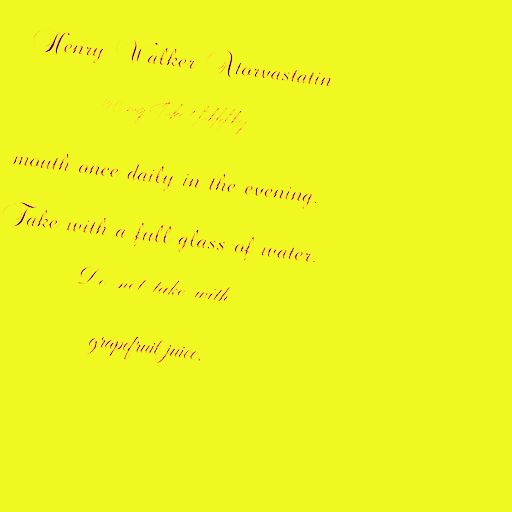 Henry Walker Atorvastatin
mouth once daily in the evening.
Take with a full glass of water.
Do not take with
grapefruit juice.